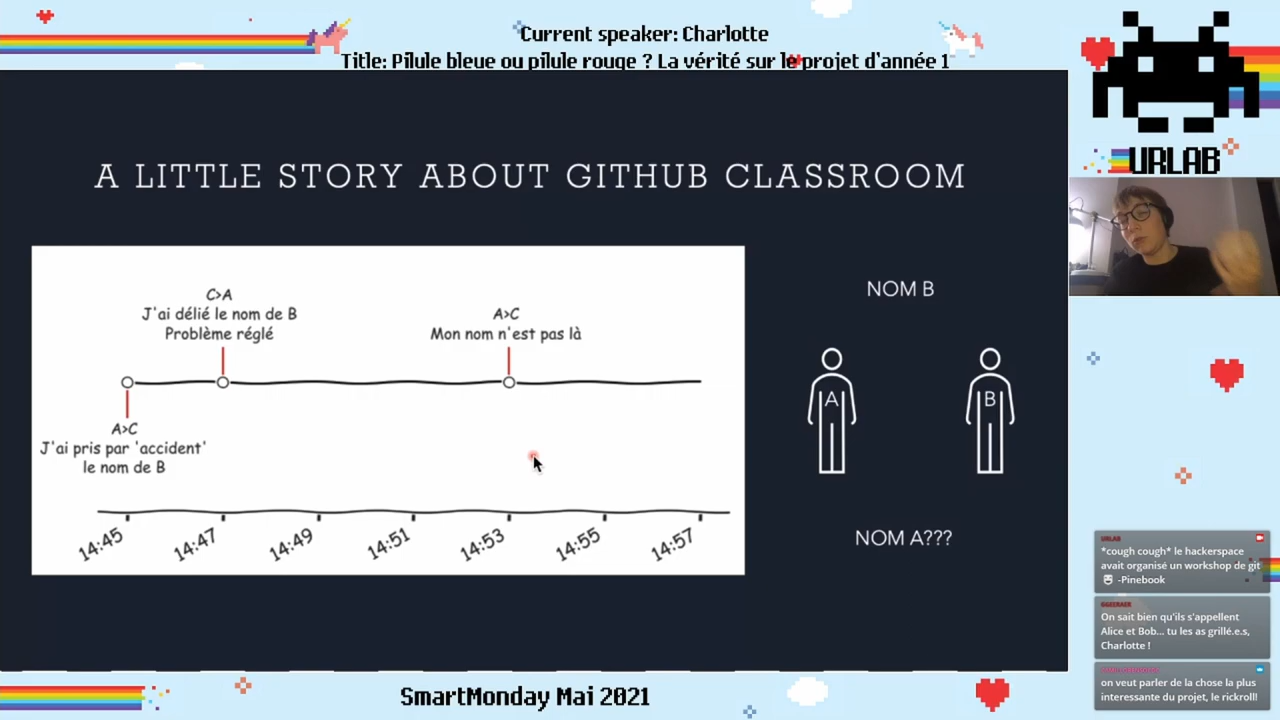 Current speaker: Charlotte
Title: Pilule bleue ou pilule rouge ? La vérité sur le projet d'année 1
URLAB
A LITTLE STORY ABOUT GITHUB CLASSROOM
C>A
J'ai délié le nom de B
Problème réglé
A>C
Mon nom n'est pas là
A>C
J'ai pris par 'accident'
le nom de B
14:45
14:47
14:49
14:51
14:53
14:55
14:57
NOM B
A
B
NOM A???
URLAB
*cough cough* le hackerspace
avait organisé un workshop de git
-Pinebook
On sait bien qu'ils s'appellent
Alice et Bob... tu les as grillé.e.s,
Charlotte !
on veut parler de la chose la plus
interessante du projet, le rickroll!
SmartMonday Mai 2021